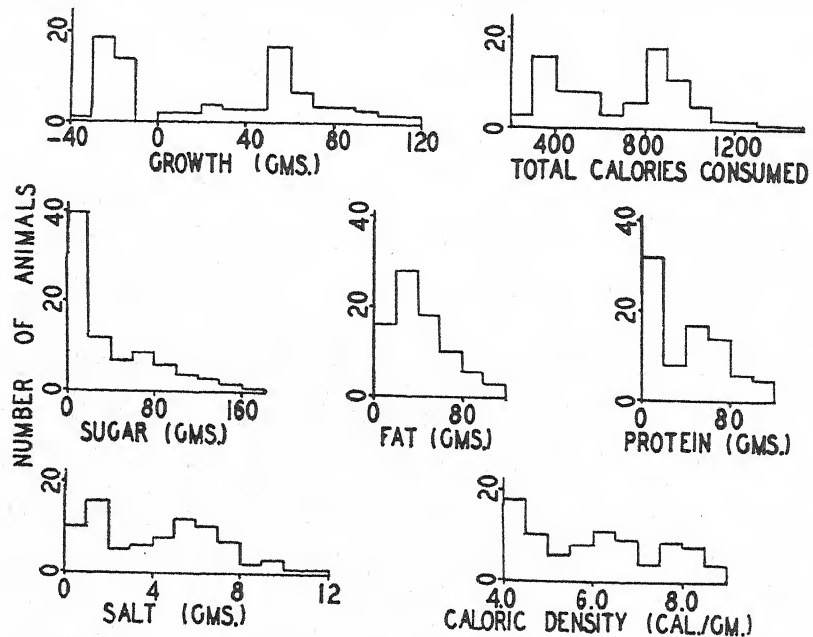 20
0
-40 0 40 80 120
GROWTH (GMS.)
20
0
400 800 1200
TOTAL CALORIES CONSUMED
NUMBER OF ANIMALS
40
20
0
0 80 160
SUGAR (GMS.)
40
20
0
0 80
FAT (GMS.)
40
20
0
0 80
PROTEIN (GMS.)
20
0
0 4 8 12
SALT (GMS.)
20
0
4.0 6.0 8.0
CALORIC DENSITY (CAL./GM.)